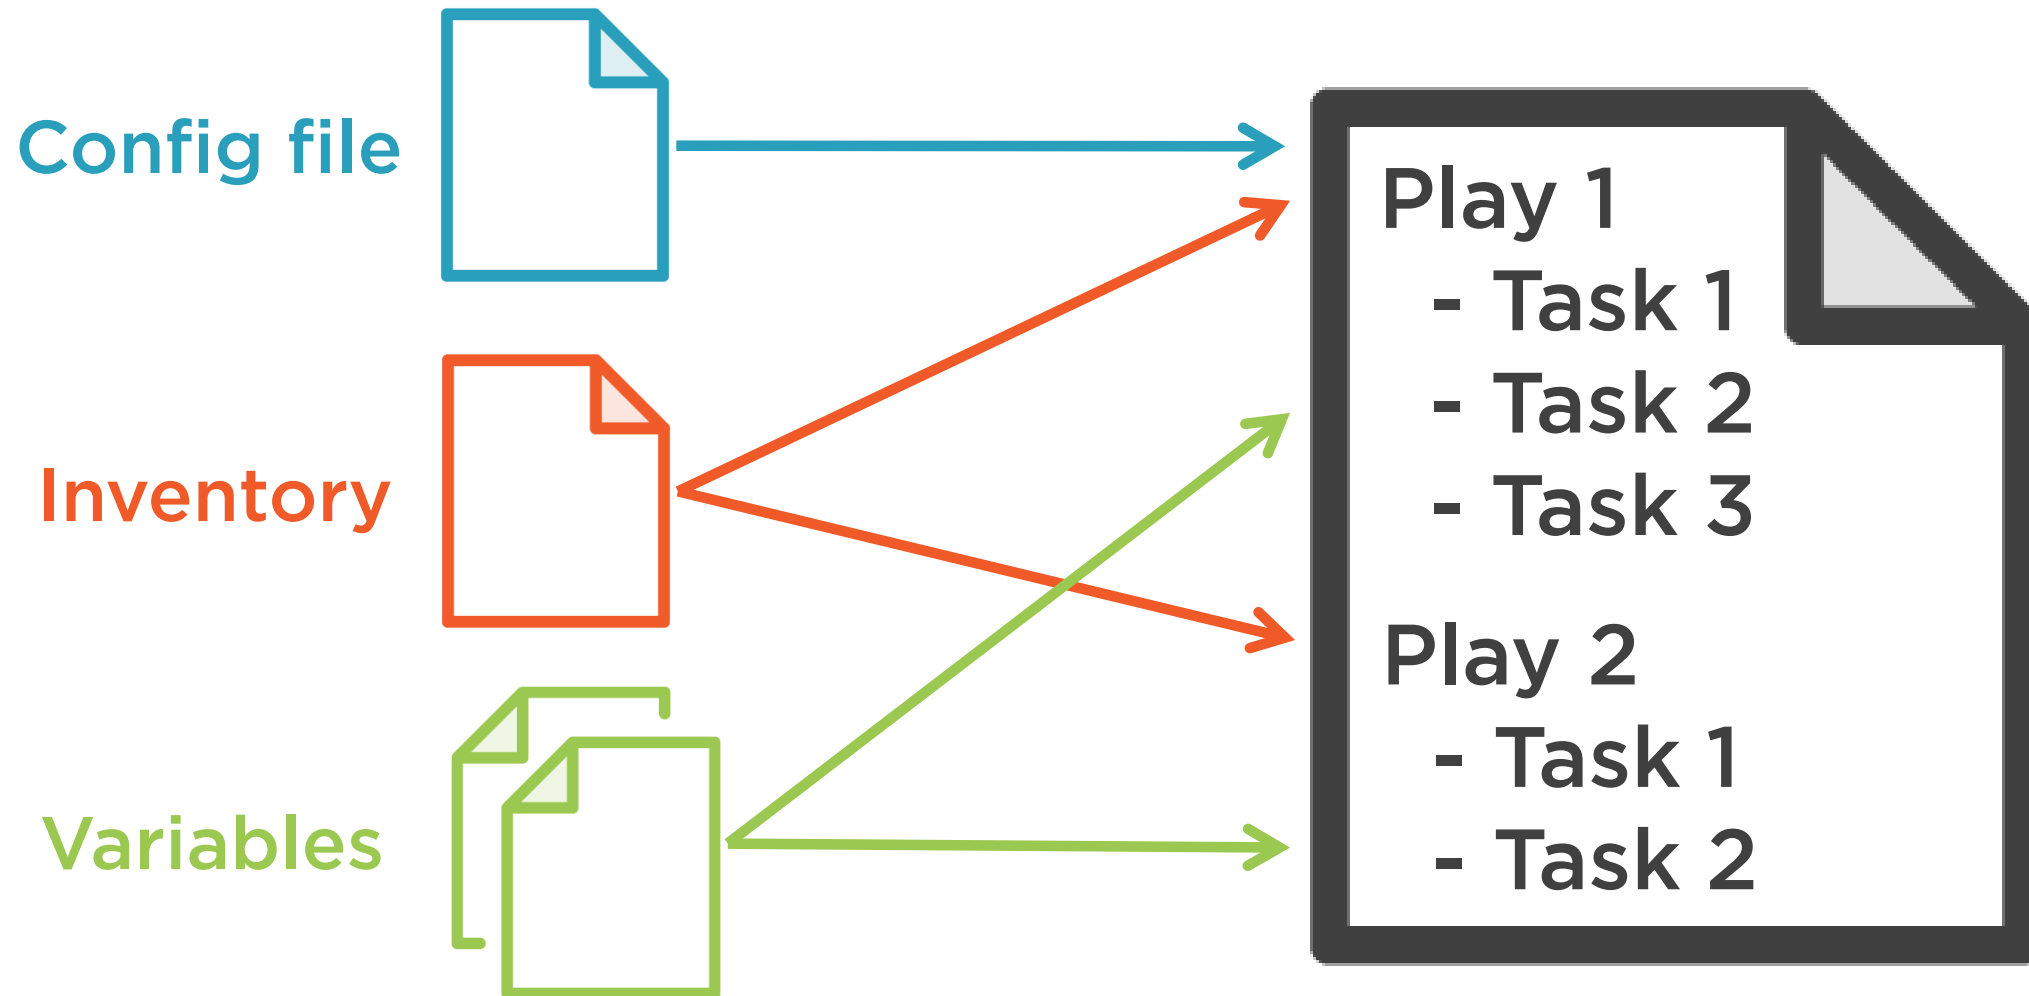 Config file
Inventory
Variables
Play 1
- Task 1
- Task 2
- Task 3
Play 2
- Task 1
- Task 2